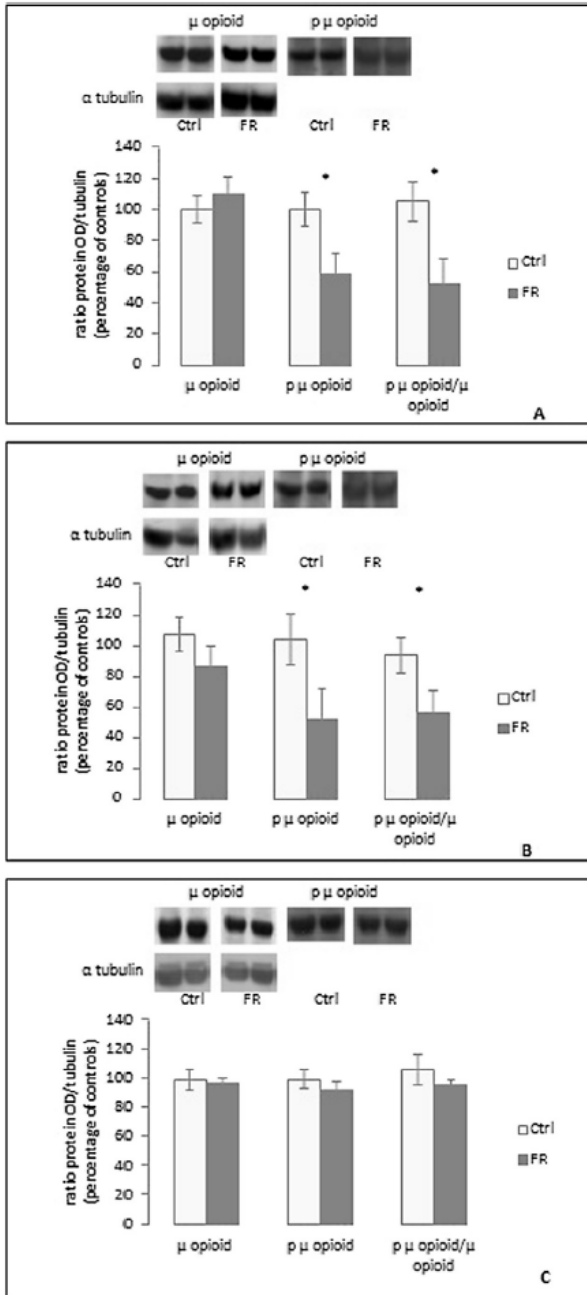 μ opioid p μ opioid
α tubulin
Ctrl FR Ctrl FR
ratio protein OD/tubulin
(percentage of controls)
140
120
100
80
60
40
20
0
*
*
μ opioid p μ opioid p μ opioid/μ
opioid
Ctrl
FR
A
μ opioid p μ opioid
α tubulin
Ctrl FR Ctrl FR
ratio protein OD/tubulin
(percentage of controls)
140
120
100
80
60
40
20
0
*
*
μ opioid p μ opioid p μ opioid/μ
opioid
Ctrl
FR
B
μ opioid p μ opioid
α tubulin
Ctrl FR Ctrl FR
ratio protein OD/tubulin
(percentage of controls)
140
120
100
80
60
40
20
0
μ opioid p μ opioid p μ opioid/μ
opioid
Ctrl
FR
C